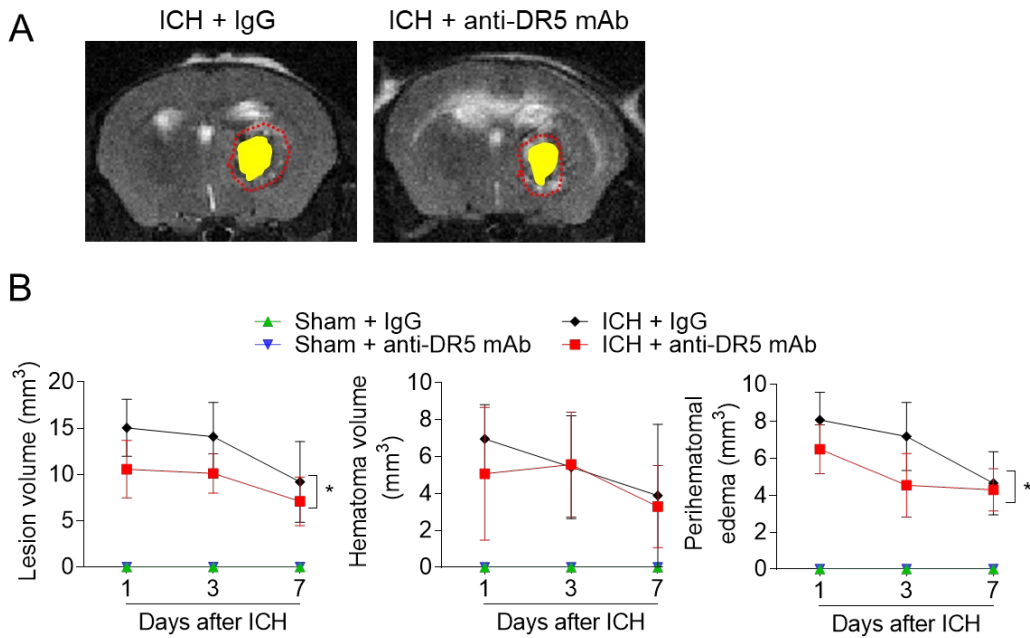 A
ICH + IgG
ICH + anti-DR5 mAb
B
Sham + IgG
ICH + IgG
Sham + anti-DR5 mAb
ICH + anti-DR5 mAb
Lesion volume (mm³)
20
15
10
5
0
*
1 3 7
Days after ICH
Hematoma volume
(mm³)
10
8
6
4
2
0
1 3 7
Days after ICH
Perihematomal
edema (mm³)
10
8
6
4
2
0
*
1 3 7
Days after ICH